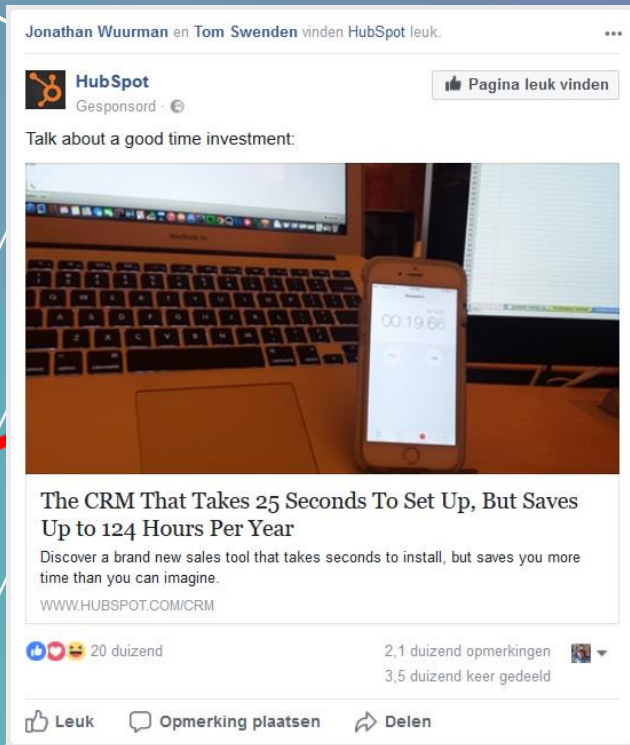 Jonathan Wuurman en Tom Swenden vinden HubSpot leuk.
HubSpot
Pagina leuk vinden
Gesponsord ·
Talk about a good time investment:
MacBook Air
00:19.66
The CRM That Takes 25 Seconds To Set Up, But Saves
Up to 124 Hours Per Year
Discover a brand new sales tool that takes seconds to install, but saves you more
time than you can imagine.
WWW.HUBSPOT.COM/CRM
20 duizend
2,1 duizend opmerkingen
3,5 duizend keer gedeeld
Leuk Opmerking plaatsen Delen